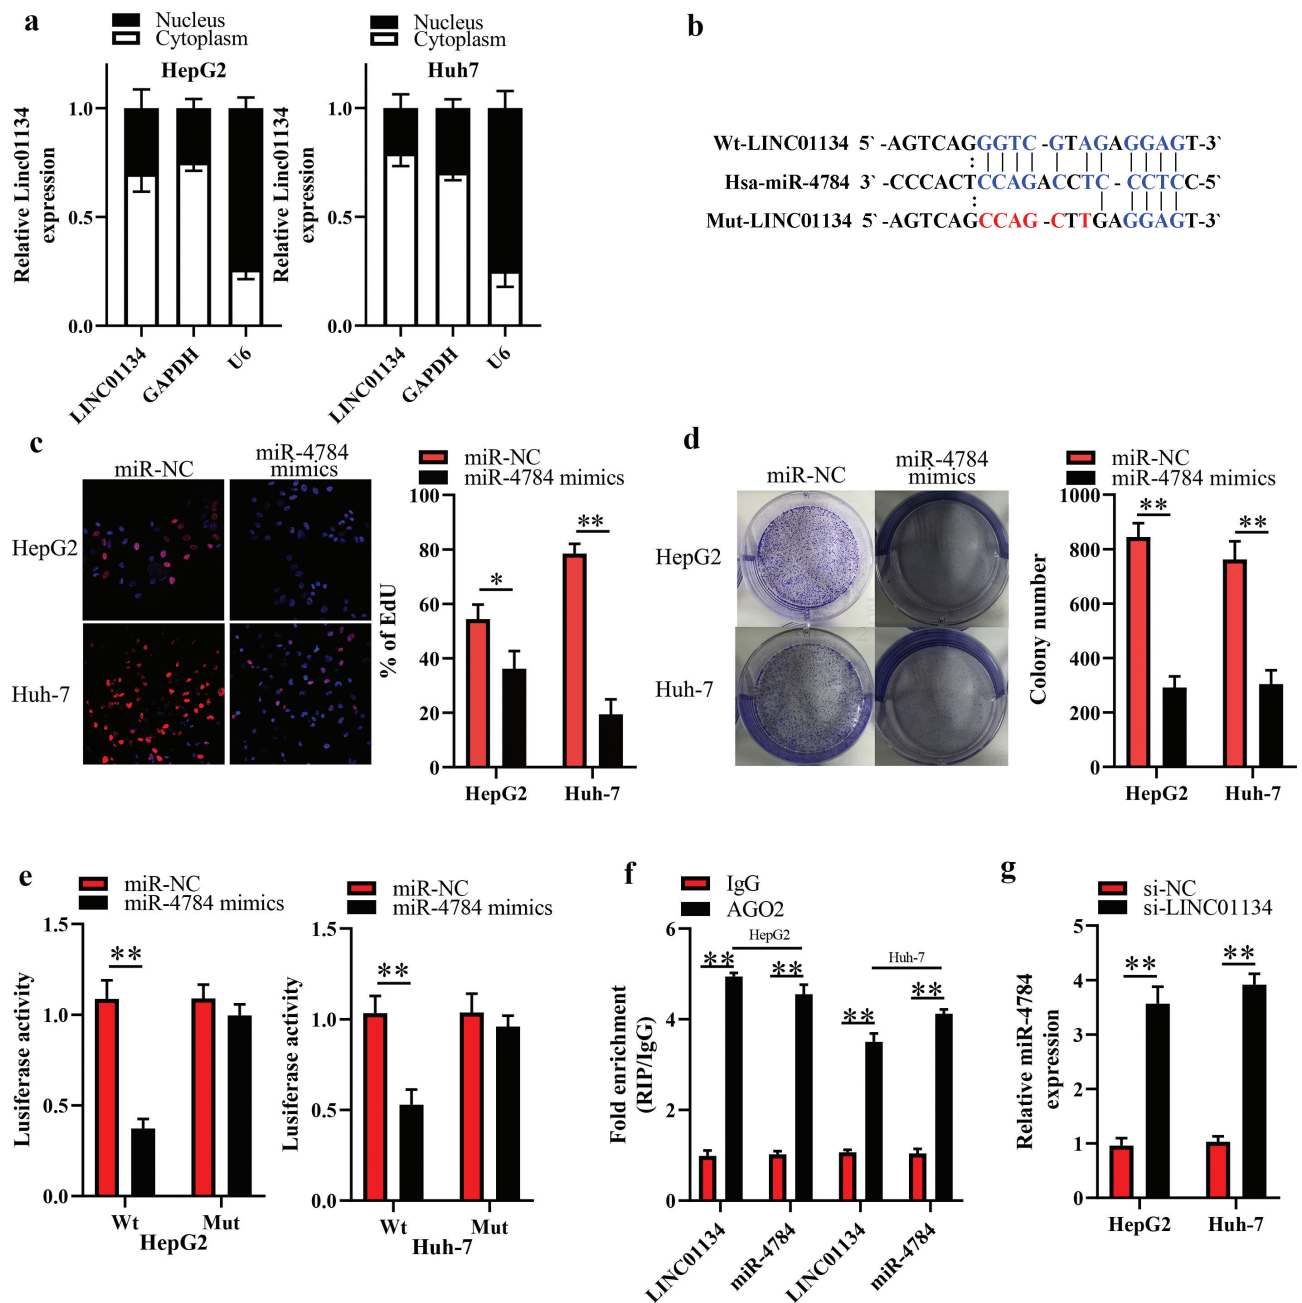 a
Nucleus
Cytoplasm
HepG2
Relative Linc01134
expression
1.0
0.5
0.0
LINC01134
GAPDH
U6
Nucleus
Cytoplasm
Huh7
Relative Linc01134
expression
1.0
0.5
0.0
LINC01134
GAPDH
U6
b
Wt-LINC01134 5` -AGTCAGGGTC -GTAGAGGAGT-3`
Hsa-miR-4784 3` -CCCACTCCAGACCTC - CCTCC-5`
Mut-LINC01134 5` -AGTCAGCCAG -CTTGAGGAGT-3`
c
miR-NC
miR-4784
mimics
HepG2
Huh-7
miR-NC
miR-4784 mimics
% of EdU
100
80
60
40
20
0
*
**
HepG2
Huh-7
d
miR-NC
miR-4784
mimics
HepG2
Huh-7
miR-NC
miR-4784 mimics
Colony number
1000
800
600
400
200
0
**
**
HepG2
Huh-7
e
miR-NC
miR-4784 mimics
Lusiferase activity
1.5
1.0
0.5
0.0
**
Wt
Mut
HepG2
miR-NC
miR-4784 mimics
Lusiferase activity
1.5
1.0
0.5
0.0
**
Wt
Mut
Huh-7
f
IgG
AGO2
Fold enrichment
(RIP/IgG)
6
4
2
0
HepG2
Huh-7
**
**
**
**
LINC01134
miR-4784
LINC01134
miR-4784
g
si-NC
si-LINC01134
Relative miR-4784
expression
5
4
3
2
1
0
**
**
HepG2
Huh-7